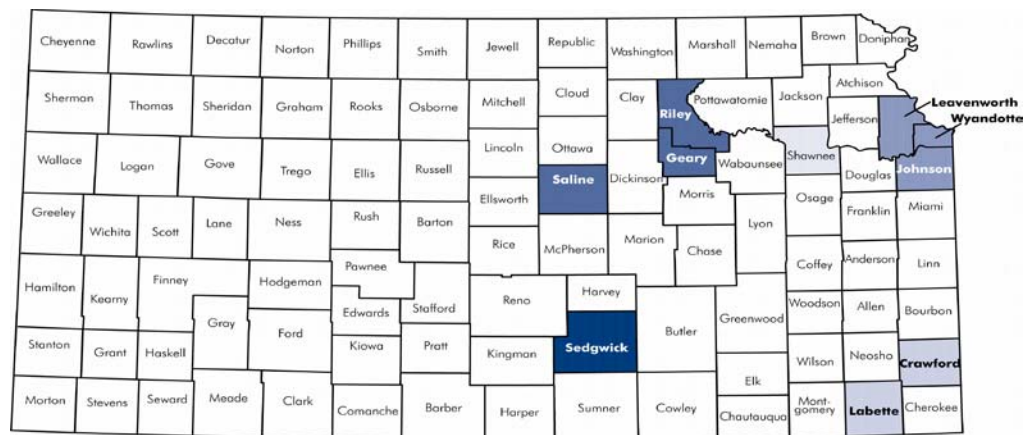 Cheyenne
Rawlins
Decatur
Norton
Phillips
Smith
Jewell
Republic
Washington
Marshall
Nemaha
Brown
Doniphan
Sherman
Thomas
Sheridan
Graham
Rooks
Osborne
Mitchell
Cloud
Clay
Riley
Pottawatomie
Jackson
Atchison
Jefferson
Leavenworth
Wyandotte
Wallace
Logan
Gove
Trego
Ellis
Russell
Lincoln
Ottawa
Saline
Dickinson
Geary
Wabaunsee
Shawnee
Douglas
Johnson
Greeley
Wichita
Scott
Lane
Ness
Rush
Barton
Ellsworth
Rice
McPherson
Marion
Morris
Chase
Lyon
Osage
Franklin
Miami
Hamilton
Kearny
Finney
Hodgeman
Pawnee
Stafford
Reno
Harvey
Butler
Greenwood
Coffey
Anderson
Linn
Gray
Ford
Edwards
Kiowa
Pratt
Kingman
Sedgwick
Woodson
Allen
Bourbon
Stanton
Grant
Haskell
Elk
Wilson
Neosho
Crawford
Morton
Stevens
Seward
Meade
Clark
Comanche
Barber
Harper
Sumner
Cowley
Chautauqua
Mont-
gomery
Labette
Cherokee